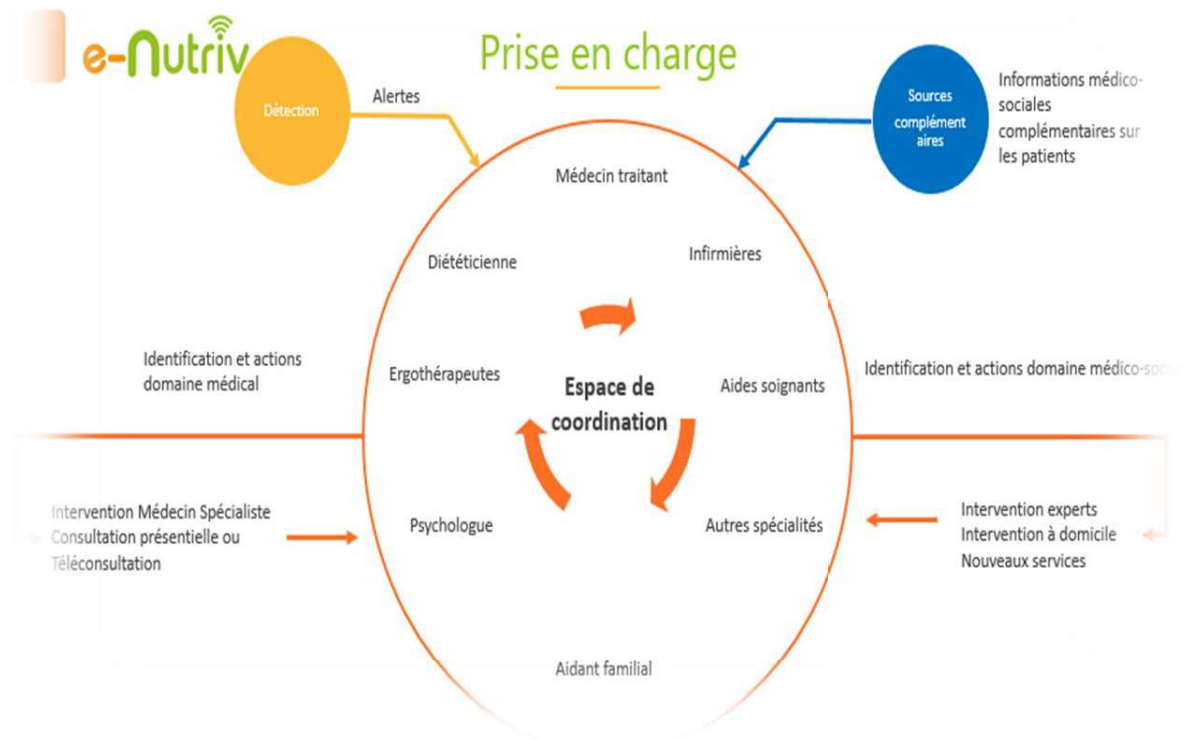 e-nutriv
Prise en charge
Détection
Alertes
Sources
complément
aires
Informations médico-
sociales
complémentaires sur
les patients
Médecin traitant
Diététicienne
Infirmières
Identification et actions
domaine médical
Ergothérapeutes
Espace de
coordination
Aides soignants
Identification et actions domaine médico-social
Intervention Médecin Spécialiste
Consultation présentielle ou
Téléconsultation
Psychologue
Autres spécialités
Intervention experts
Intervention à domicile
Nouveaux services
Aidant familial